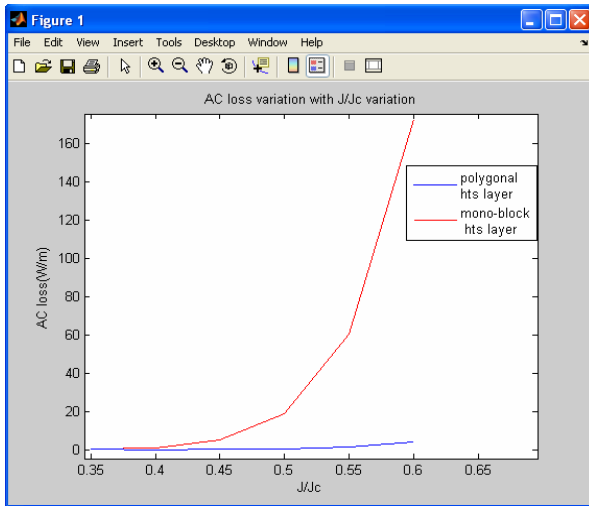 Figure 1
File Edit View Insert Tools Desktop Window Help
AC loss variation with J/Jc variation
160
140
120
100
80
60
40
20
0
AC loss(W/m)
polygonal
hts layer
mono-block
hts layer
0.35 0.4 0.45 0.5 0.55 0.6 0.65
J/Jc